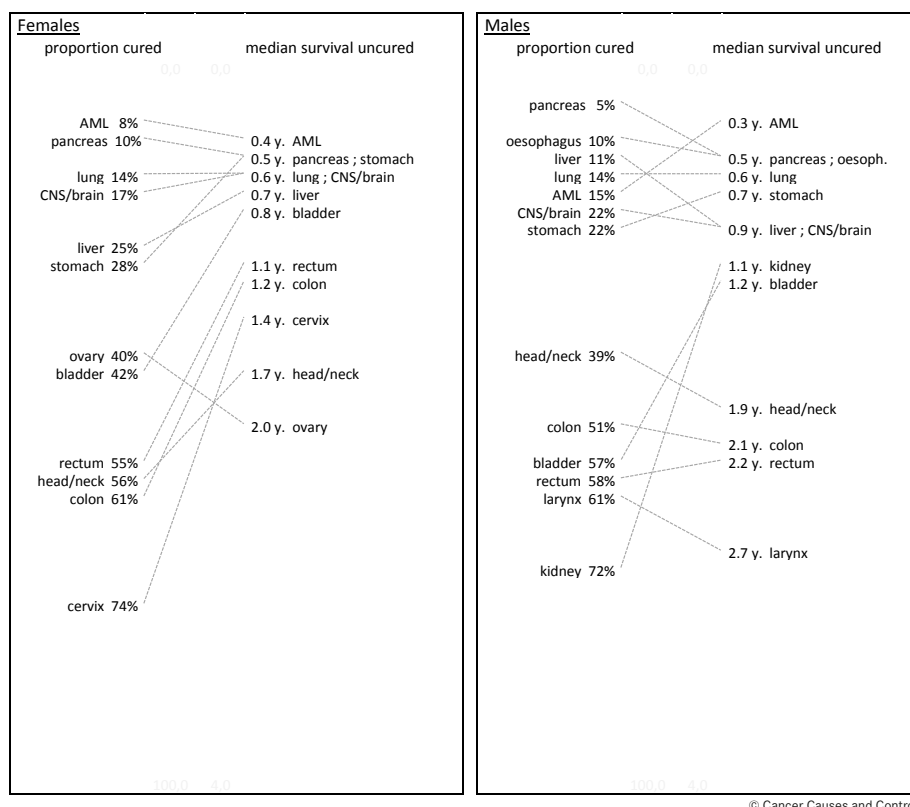 Females
proportion cured median survival uncured
0,0 0,0
AML 8%
pancreas 10%
lung 14%
CNS/brain 17%
liver 25%
stomach 28%
ovary 40%
bladder 42%
rectum 55%
head/neck 56%
colon 61%
cervix 74%
0.4 y. AML
0.5 y. pancreas ; stomach
0.6 y. lung ; CNS/brain
0.7 y. liver
0.8 y. bladder
1.1 y. rectum
1.2 y. colon
1.4 y. cervix
1.7 y. head/neck
2.0 y. ovary
100,0 4,0
Males
proportion cured median survival uncured
0,0 0,0
pancreas 5%
oesophagus 10%
liver 11%
lung 14%
AML 15%
CNS/brain 22%
stomach 22%
head/neck 39%
colon 51%
bladder 57%
rectum 58%
larynx 61%
kidney 72%
0.3 y. AML
0.5 y. pancreas ; oesoph.
0.6 y. lung
0.7 y. stomach
0.9 y. liver ; CNS/brain
1.1 y. kidney
1.2 y. bladder
1.9 y. head/neck
2.1 y. colon
2.2 y. rectum
2.7 y. larynx
100,0 4,0
© Cancer Causes and Contro